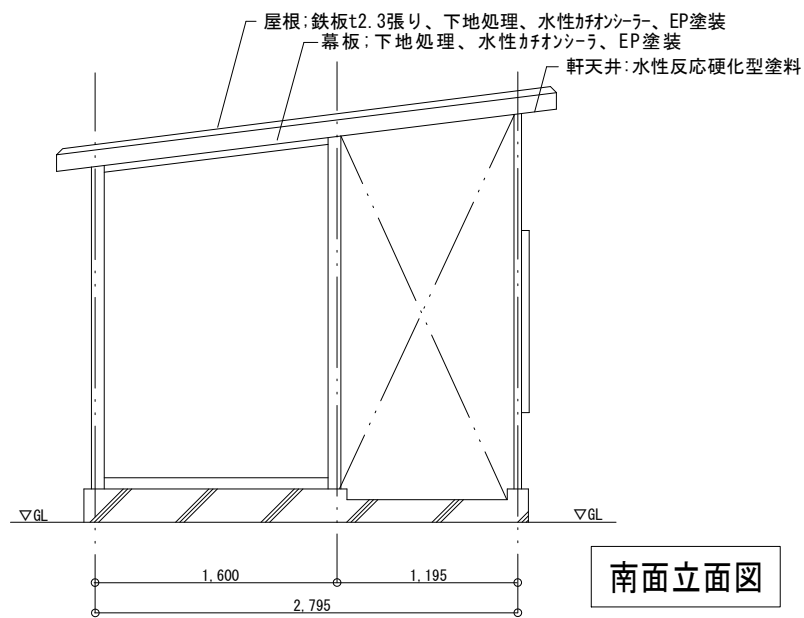 屋根;鉄板t2.3張り、下地処理、水性ｶﾁｵﾝｼｰﾗｰ、EP塗装
幕板;下地処理、水性ｶﾁｵﾝｼｰﾗ、EP塗装
軒天井:水性反応硬化型塗料
▽GL
▽GL
1,600
1,195
2,795
南面立面図